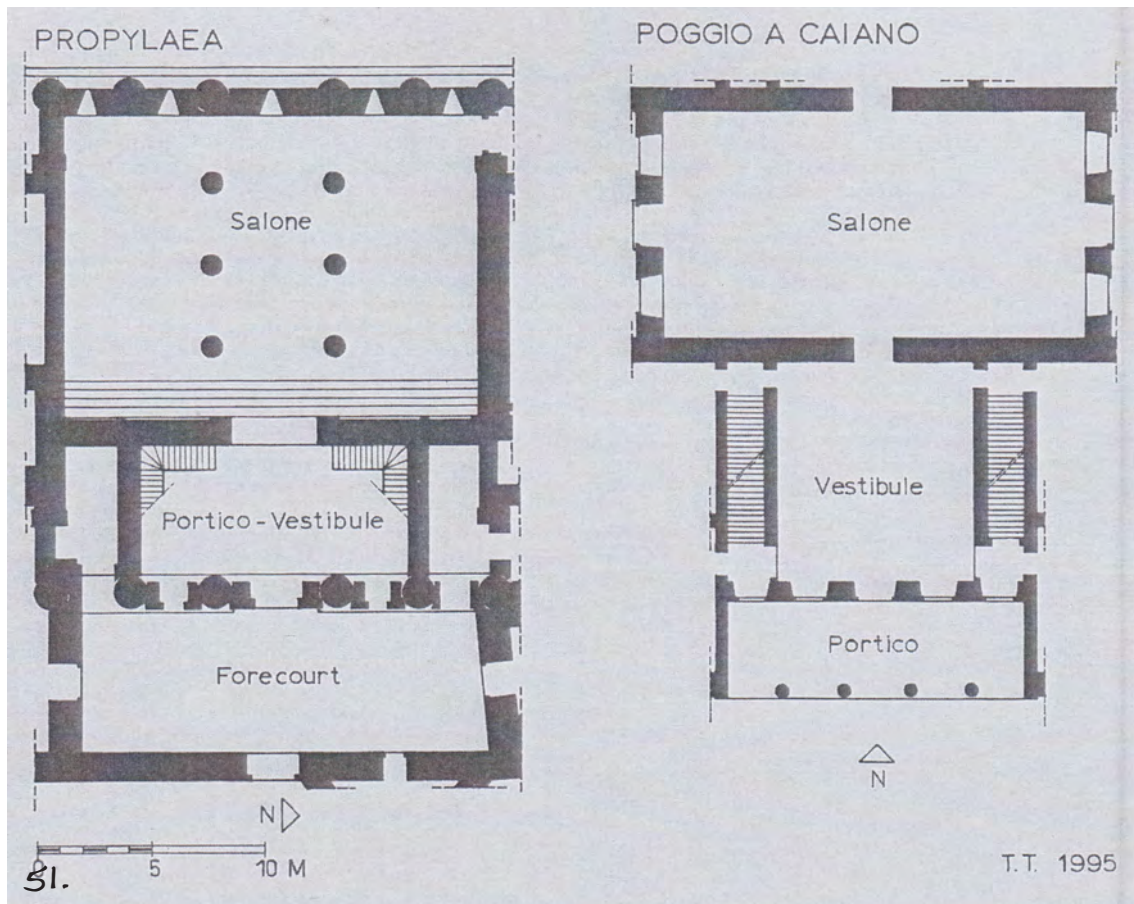 PROPYLAEA
Salone
Portico-Vestibule
Forecourt
N
0 5 10 M
51.
POGGIO A CAIANO
Salone
Vestibule
Portico
N
T.T. 1995